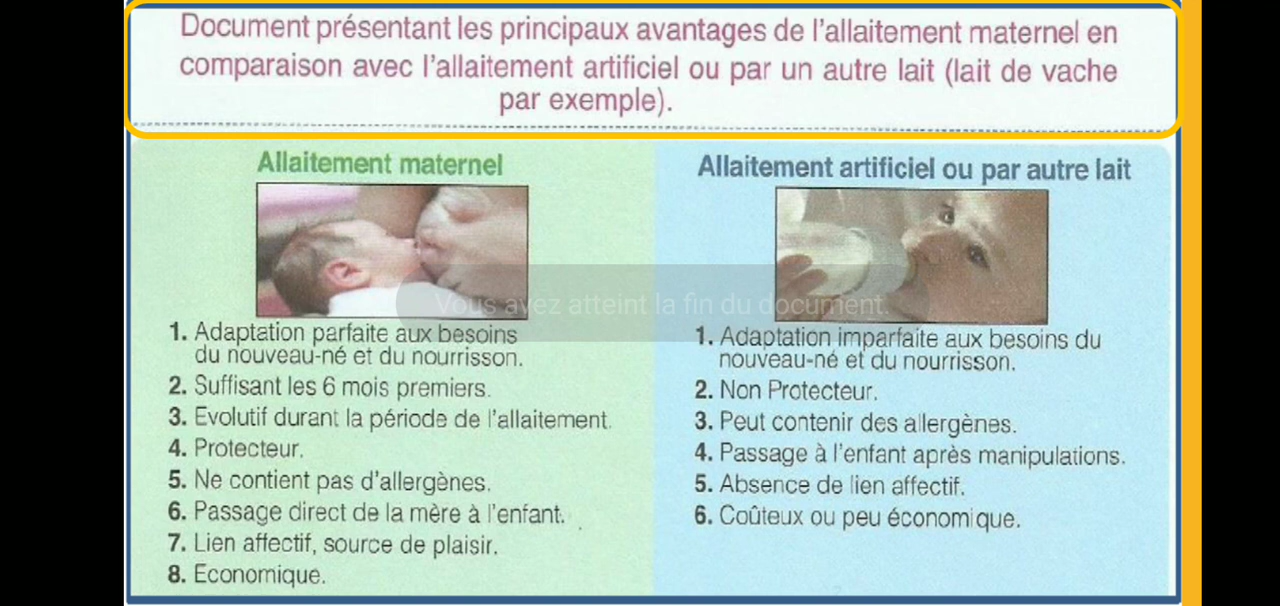 Document présentant les principaux avantages de l'allaitement maternel en
comparaison avec l'allaitement artificiel ou par un autre lait (lait de vache
par exemple).
Allaitement maternel
1. Adaptation parfaite aux besoins
du nouveau-né et du nourrisson.
2. Suffisant les 6 mois premiers.
3. Evolutif durant la période de l'allaitement.
4. Protecteur.
5. Ne contient pas d'allergènes.
6. Passage direct de la mère à l'enfant.
7. Lien affectif, source de plaisir.
8. Economique.
Allaitement artificiel ou par autre lait
1. Adaptation imparfaite aux besoins du
nouveau-né et du nourrisson.
2. Non Protecteur.
3. Peut contenir des allergènes.
4. Passage à l'enfant après manipulations.
5. Absence de lien affectif.
6. Coûteux ou peu économique.
Vous avez atteint la fin du document.